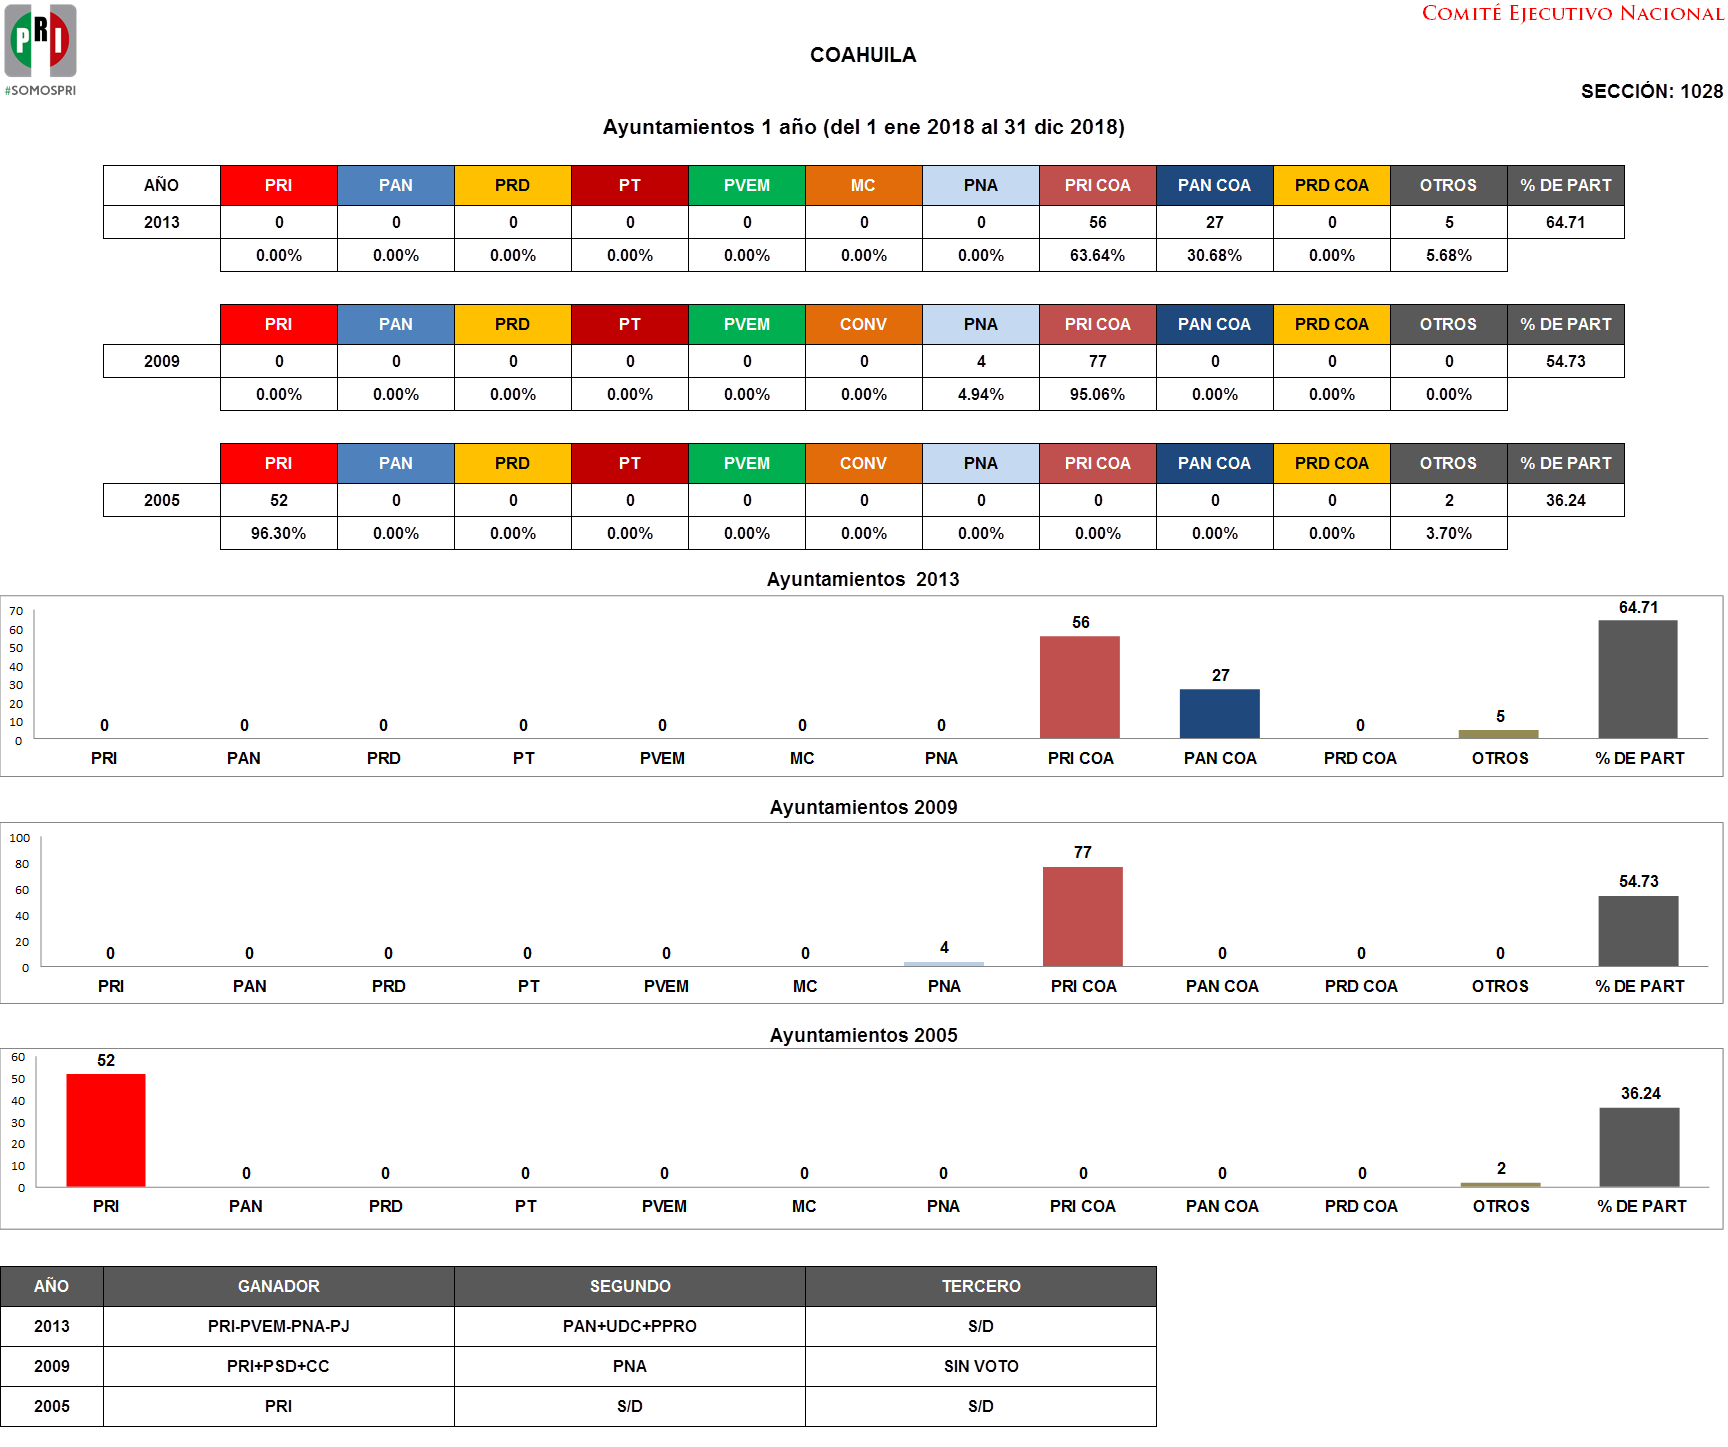 COMITÉ EJECUTIVO NACIONAL
PRI
#SOMOSPRI
COAHUILA
SECCIÓN: 1028
Ayuntamientos 1 año (del 1 ene 2018 al 31 dic 2018)
AÑO PRI PAN PRD PT PVEM MC PNA PRI COA PAN COA PRD COA OTROS % DE PART
2013 0 0 0 0 0 0 0 56 27 0 5 64.71
0.00% 0.00% 0.00% 0.00% 0.00% 0.00% 0.00% 63.64% 30.68% 0.00% 5.68%
PRI PAN PRD PT PVEM CONV PNA PRI COA PAN COA PRD COA OTROS % DE PART
2009 0 0 0 0 0 0 4 77 0 0 0 54.73
0.00% 0.00% 0.00% 0.00% 0.00% 0.00% 4.94% 95.06% 0.00% 0.00% 0.00%
PRI PAN PRD PT PVEM CONV PNA PRI COA PAN COA PRD COA OTROS % DE PART
2005 52 0 0 0 0 0 0 0 0 0 2 36.24
96.30% 0.00% 0.00% 0.00% 0.00% 0.00% 0.00% 0.00% 0.00% 0.00% 3.70%
Ayuntamientos 2013
70
60
50
40
30
20
10
0
0 0 0 0 0 0 0 56 27 0 5 64.71
PRI PAN PRD PT PVEM MC PNA PRI COA PAN COA PRD COA OTROS % DE PART
Ayuntamientos 2009
100
80
60
40
20
0
0 0 0 0 0 0 4 77 0 0 0 54.73
PRI PAN PRD PT PVEM MC PNA PRI COA PAN COA PRD COA OTROS % DE PART
Ayuntamientos 2005
60
50
40
30
20
10
0
52 0 0 0 0 0 0 0 0 0 2 36.24
PRI PAN PRD PT PVEM MC PNA PRI COA PAN COA PRD COA OTROS % DE PART
AÑO GANADOR SEGUNDO TERCERO
2013 PRI-PVEM-PNA-PJ PAN+UDC+PPRO S/D
2009 PRI+PSD+CC PNA SIN VOTO
2005 PRI S/D S/D